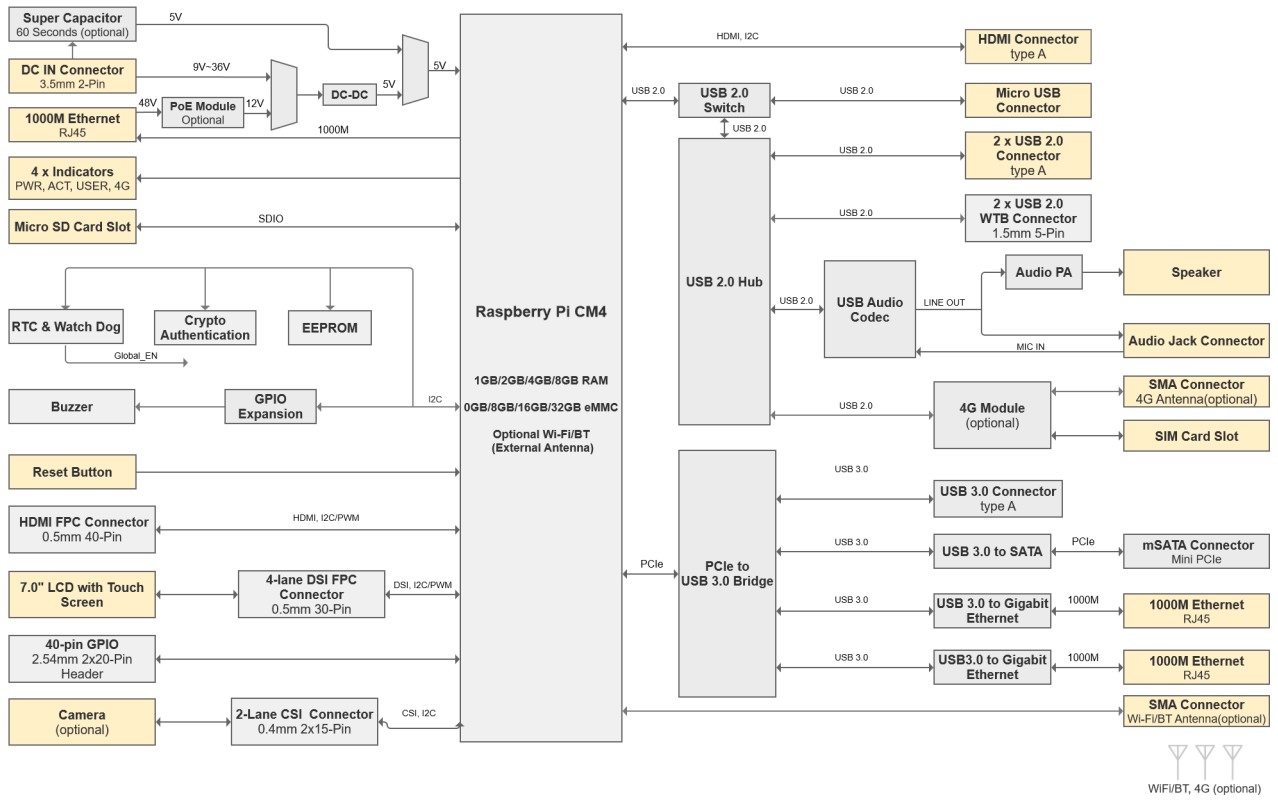 Super Capacitor
60 Seconds (optional)
5V
DC IN Connector
3.5mm 2-Pin
9V~36V
48V
PoE Module
Optional
12V
DC-DC
5V
5V
1000M Ethernet
RJ45
1000M
4 x Indicators
PWR, ACT, USER, 4G
Micro SD Card Slot
SDIO
RTC & Watch Dog
Crypto
Authentication
EEPROM
Global_EN
Buzzer
GPIO
Expansion
I2C
Reset Button
HDMI FPC Connector
0.5mm 40-Pin
HDMI, I2C/PWM
7.0" LCD with Touch
Screen
4-lane DSI FPC
Connector
0.5mm 30-Pin
DSI, I2C/PWM
40-pin GPIO
2.54mm 2x20-Pin
Header
Camera
(optional)
2-Lane CSI Connector
0.4mm 2x15-Pin
CSI, I2C
Raspberry Pi CM4
1GB/2GB/4GB/8GB RAM
0GB/8GB/16GB/32GB eMMC
Optional Wi-Fi/BT
(External Antenna)
HDMI, I2C
HDMI Connector
type A
USB 2.0
USB 2.0
Switch
USB 2.0
Micro USB
Connector
USB 2.0
USB 2.0 Hub
USB 2.0
2 x USB 2.0
Connector
type A
USB 2.0
2 x USB 2.0
WTB Connector
1.5mm 5-Pin
USB 2.0
USB Audio
Codec
LINE OUT
Audio PA
Speaker
Audio Jack Connector
MIC IN
USB 2.0
4G Module
(optional)
SMA Connector
4G Antenna(optional)
SIM Card Slot
PCIe
PCIe to
USB 3.0 Bridge
USB 3.0
USB 3.0 Connector
type A
USB 3.0
USB 3.0 to SATA
PCIe
mSATA Connector
Mini PCIe
USB 3.0
USB 3.0 to Gigabit
Ethernet
1000M
1000M Ethernet
RJ45
USB 3.0
USB3.0 to Gigabit
Ethernet
1000M
1000M Ethernet
RJ45
SMA Connector
Wi-Fi/BT Antenna(optional)
WiFi/BT, 4G (optional)